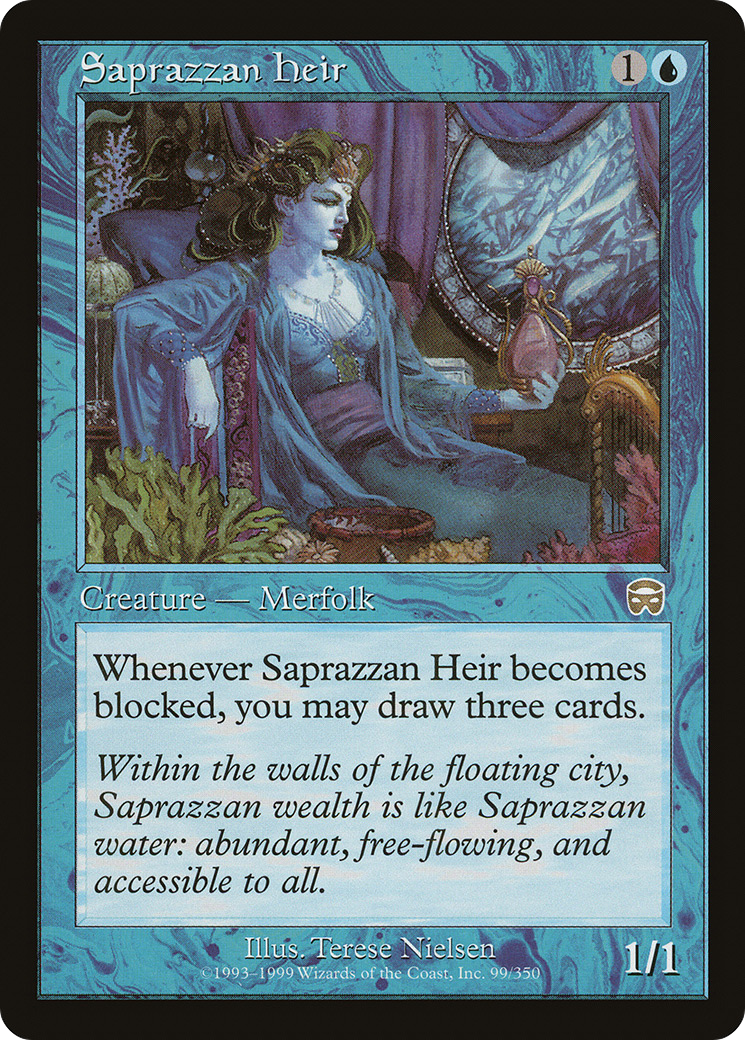 Saprazzan Heir
1
Creature — Merfolk
Whenever Saprazzan Heir becomes
blocked, you may draw three cards.
Within the walls of the floating city,
Saprazzan wealth is like Saprazzan
water: abundant, free-flowing, and
accessible to all.
Illus. Terese Nielsen
©1993–1999 Wizards of the Coast, Inc. 99/350
1/1